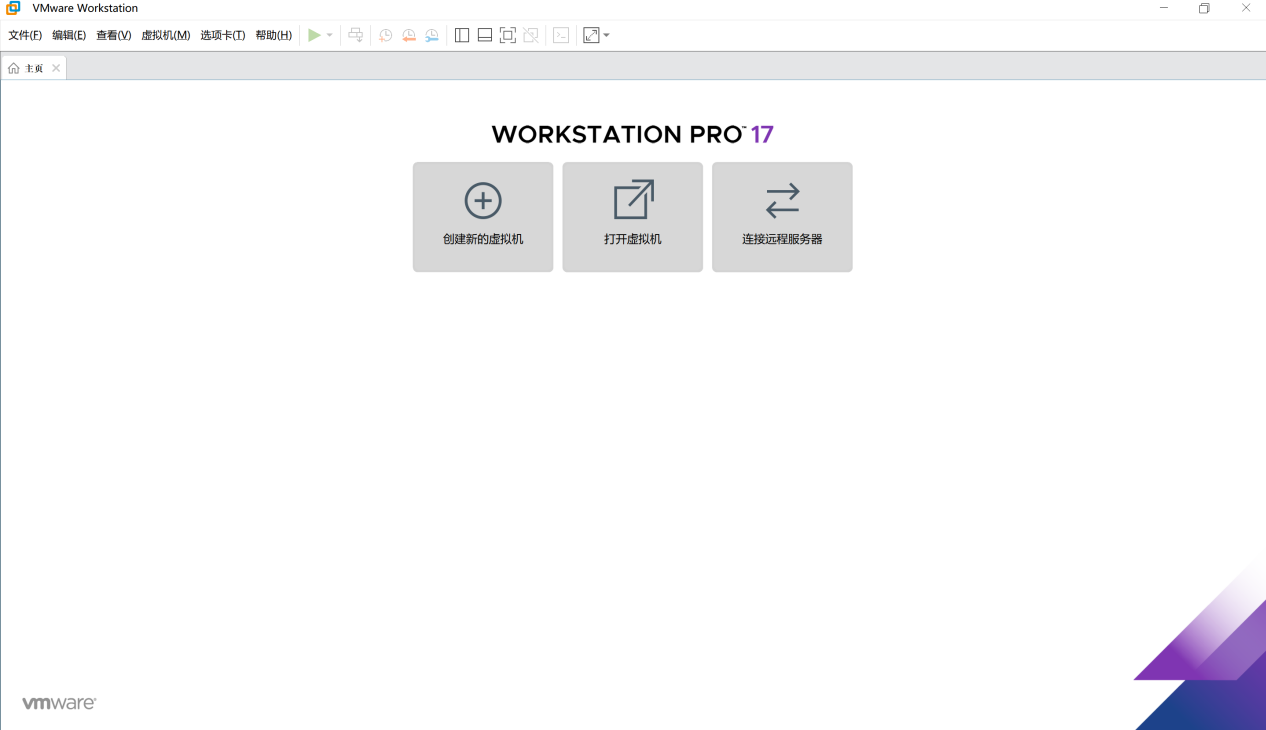 VMware Workstation
文件(F) 编辑(E) 查看(V) 虚拟机(M) 选项卡(T) 帮助(H)
主页
WORKSTATION PRO™ 17
创建新的虚拟机 打开虚拟机 连接远程服务器
vmware®